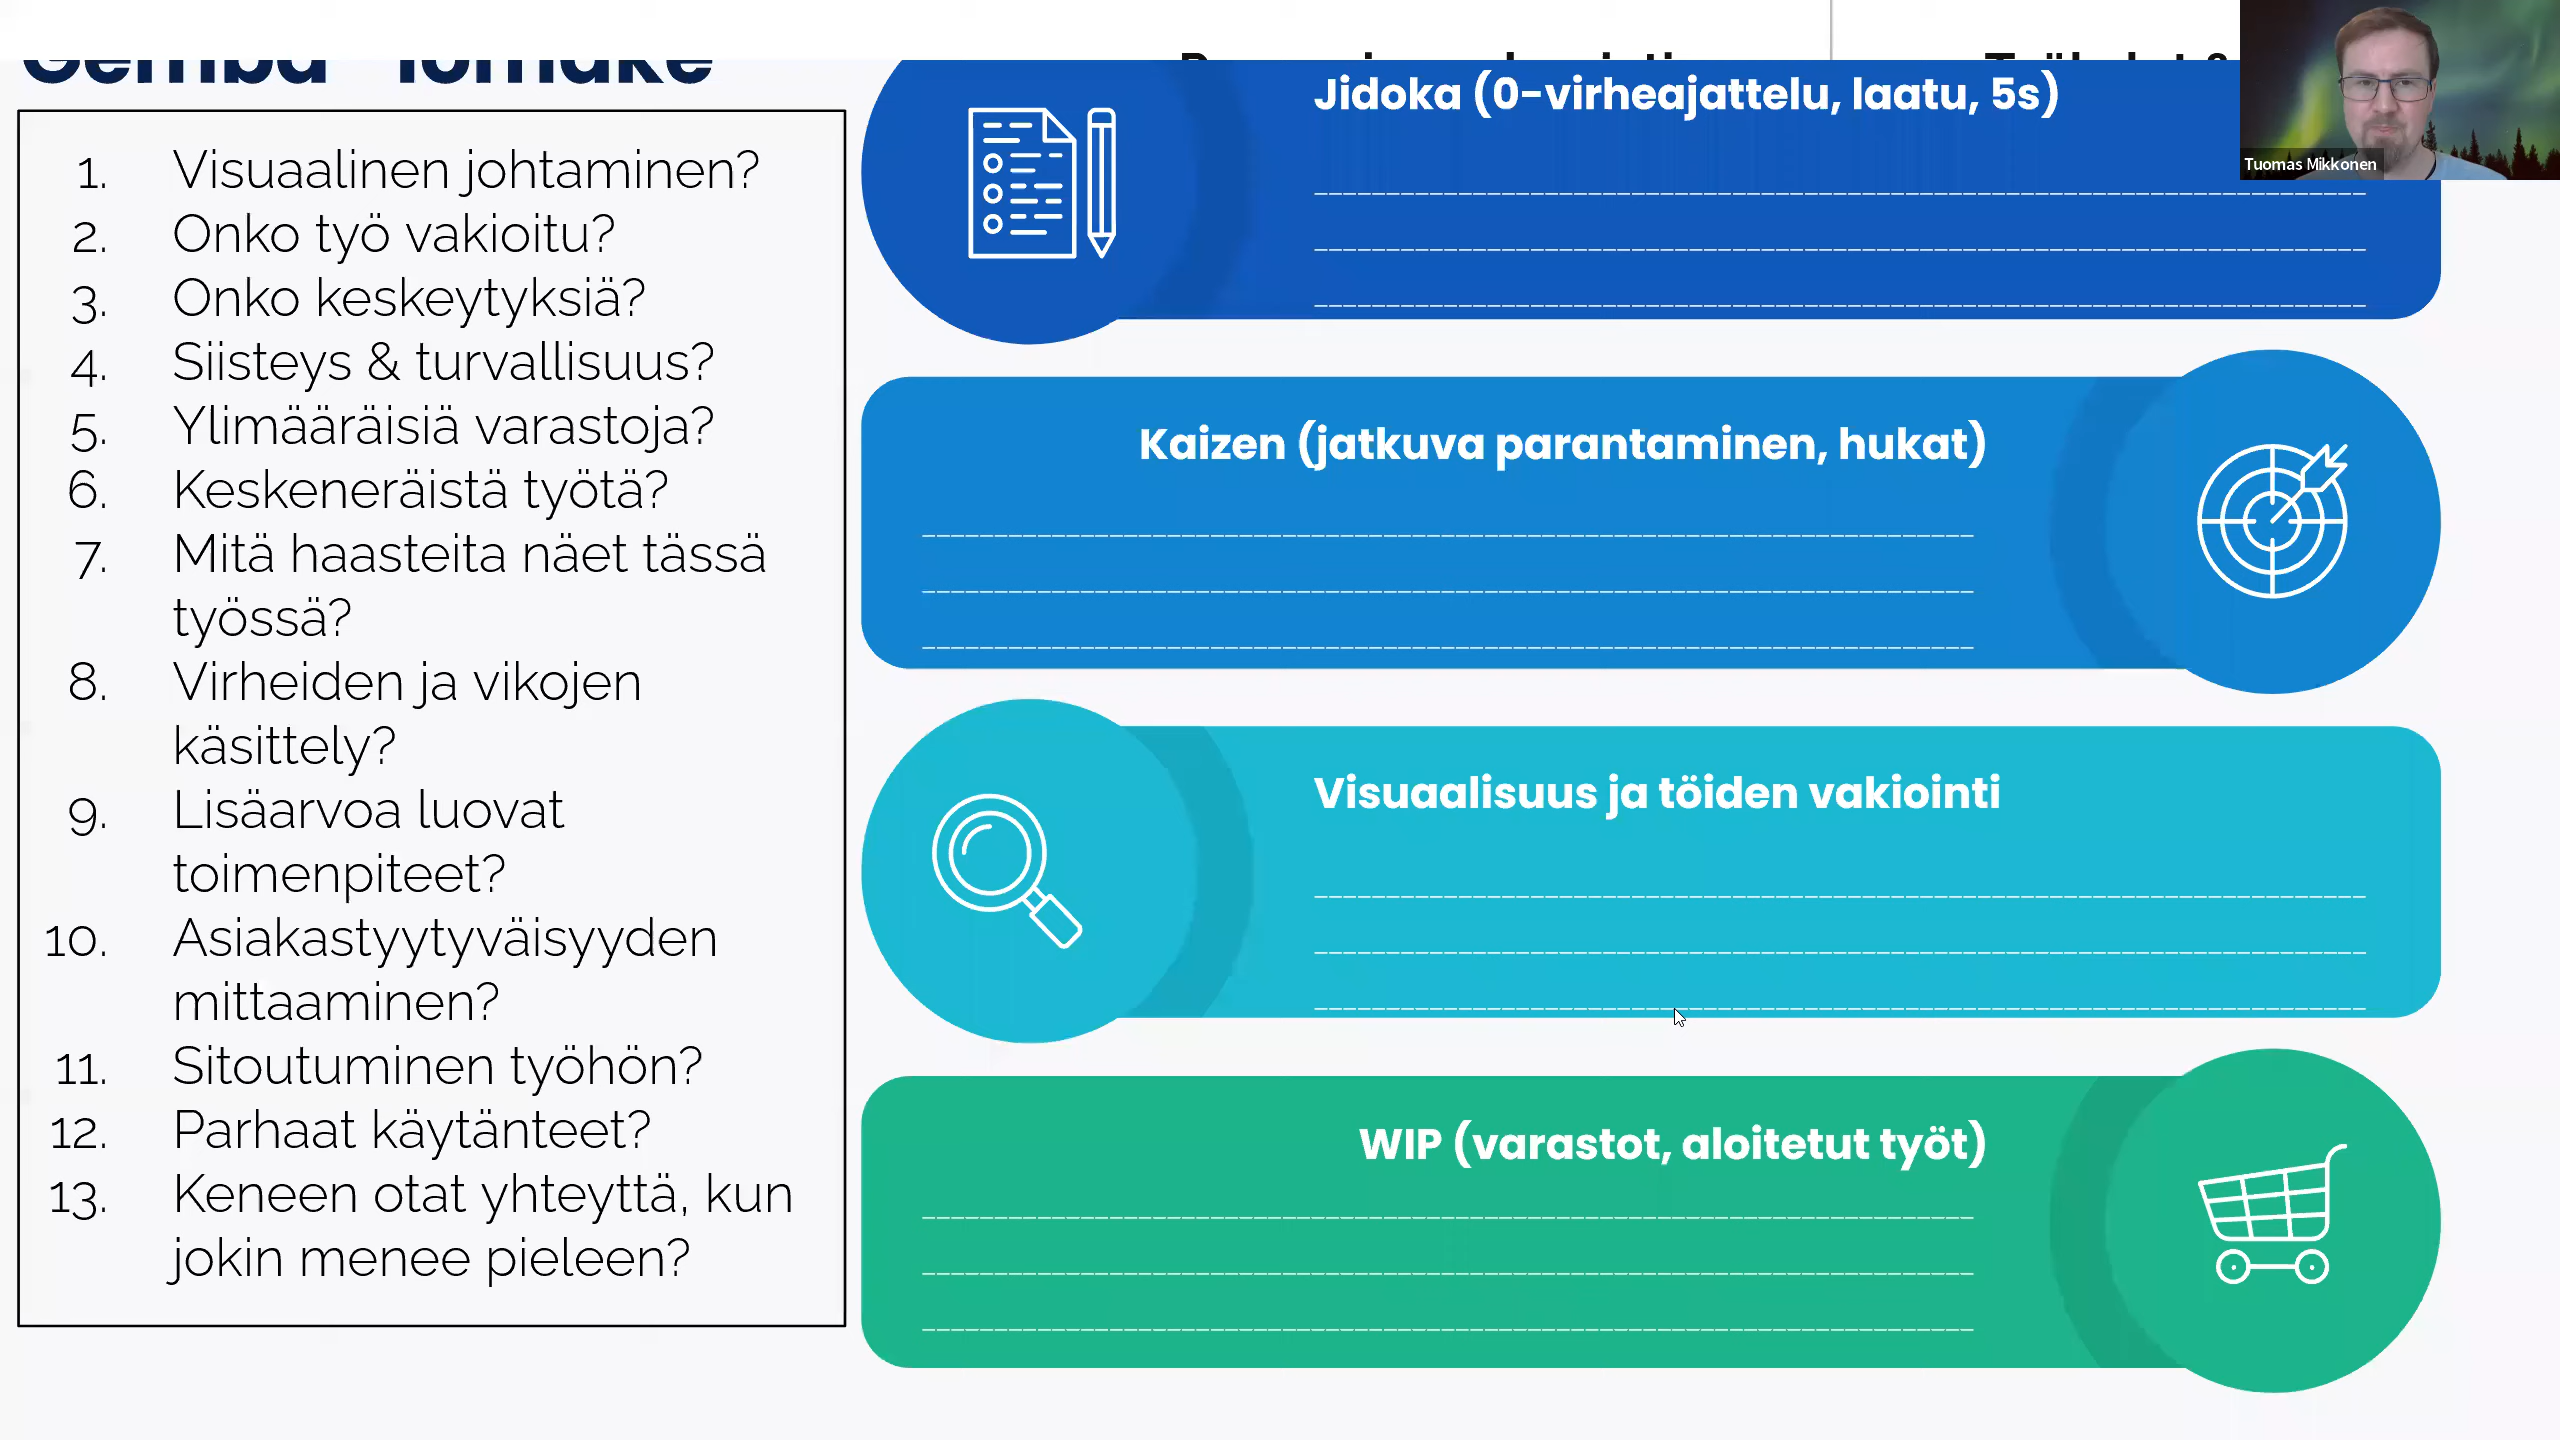 Gemba -lomake
1. Visuaalinen johtaminen?
2. Onko työ vakioitu?
3. Onko keskeytyksiä?
4. Siisteys & turvallisuus?
5. Ylimääräisiä varastoja?
6. Keskeneräistä työtä?
7. Mitä haasteita näet tässä
työssä?
8. Virheiden ja vikojen
käsittely?
9. Lisäarvoa luovat
toimenpiteet?
10. Asiakastyytyväisyyden
mittaaminen?
11. Sitoutuminen työhön?
12. Parhaat käytänteet?
13. Keneen otat yhteyttä, kun
jokin menee pieleen?
Jidoka (0-virheajattelu, laatu, 5s)
Kaizen (jatkuva parantaminen, hukat)
Visuaalisuus ja töiden vakiointi
WIP (varastot, aloitetut työt)
Tuomas Mikkonen